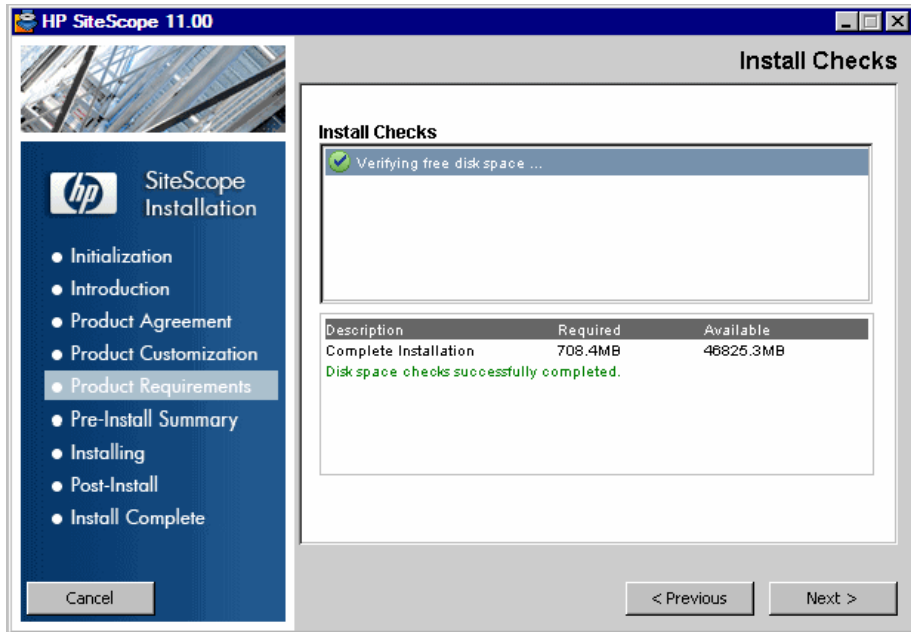 HP SiteScope 11.00
Install Checks
hp
SiteScope
Installation
Initialization
Introduction
Product Agreement
Product Customization
Product Requirements
Pre-Install Summary
Installing
Post-Install
Install Complete
Cancel
Install Checks
Verifying free disk space ...
Description Required Available
Complete Installation 708.4MB 46825.3MB
Disk space checks successfully completed.
< Previous Next >